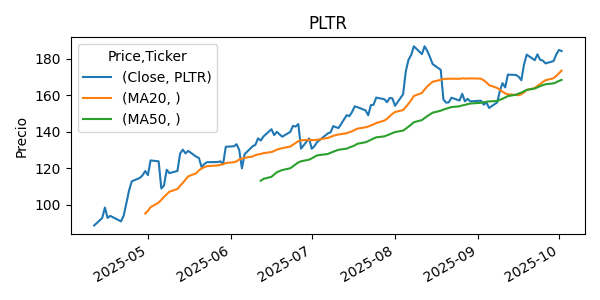 PLTR
Price,Ticker
(Close, PLTR)
(MA20, )
(MA50, )
Precio
180
160
140
120
100
2025-05
2025-06
2025-07
2025-08
2025-09
2025-10